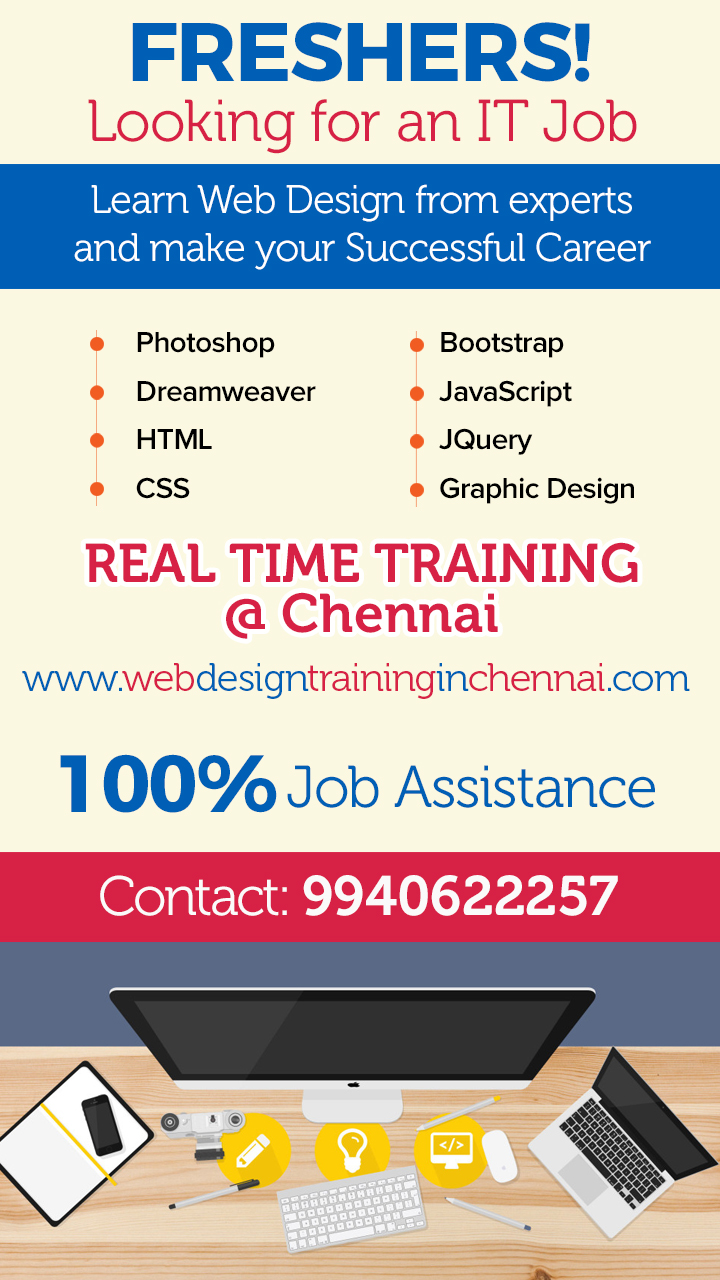 FRESHERS!
Looking for an IT Job
Learn Web Design from experts
and make your Successful Career
Photoshop
Dreamweaver
HTML
CSS
Bootstrap
JavaScript
JQuery
Graphic Design
REAL TIME TRAINING
@ Chennai
www.webdesigntraininginchennai.com
100% Job Assistance
Contact: 9940622257